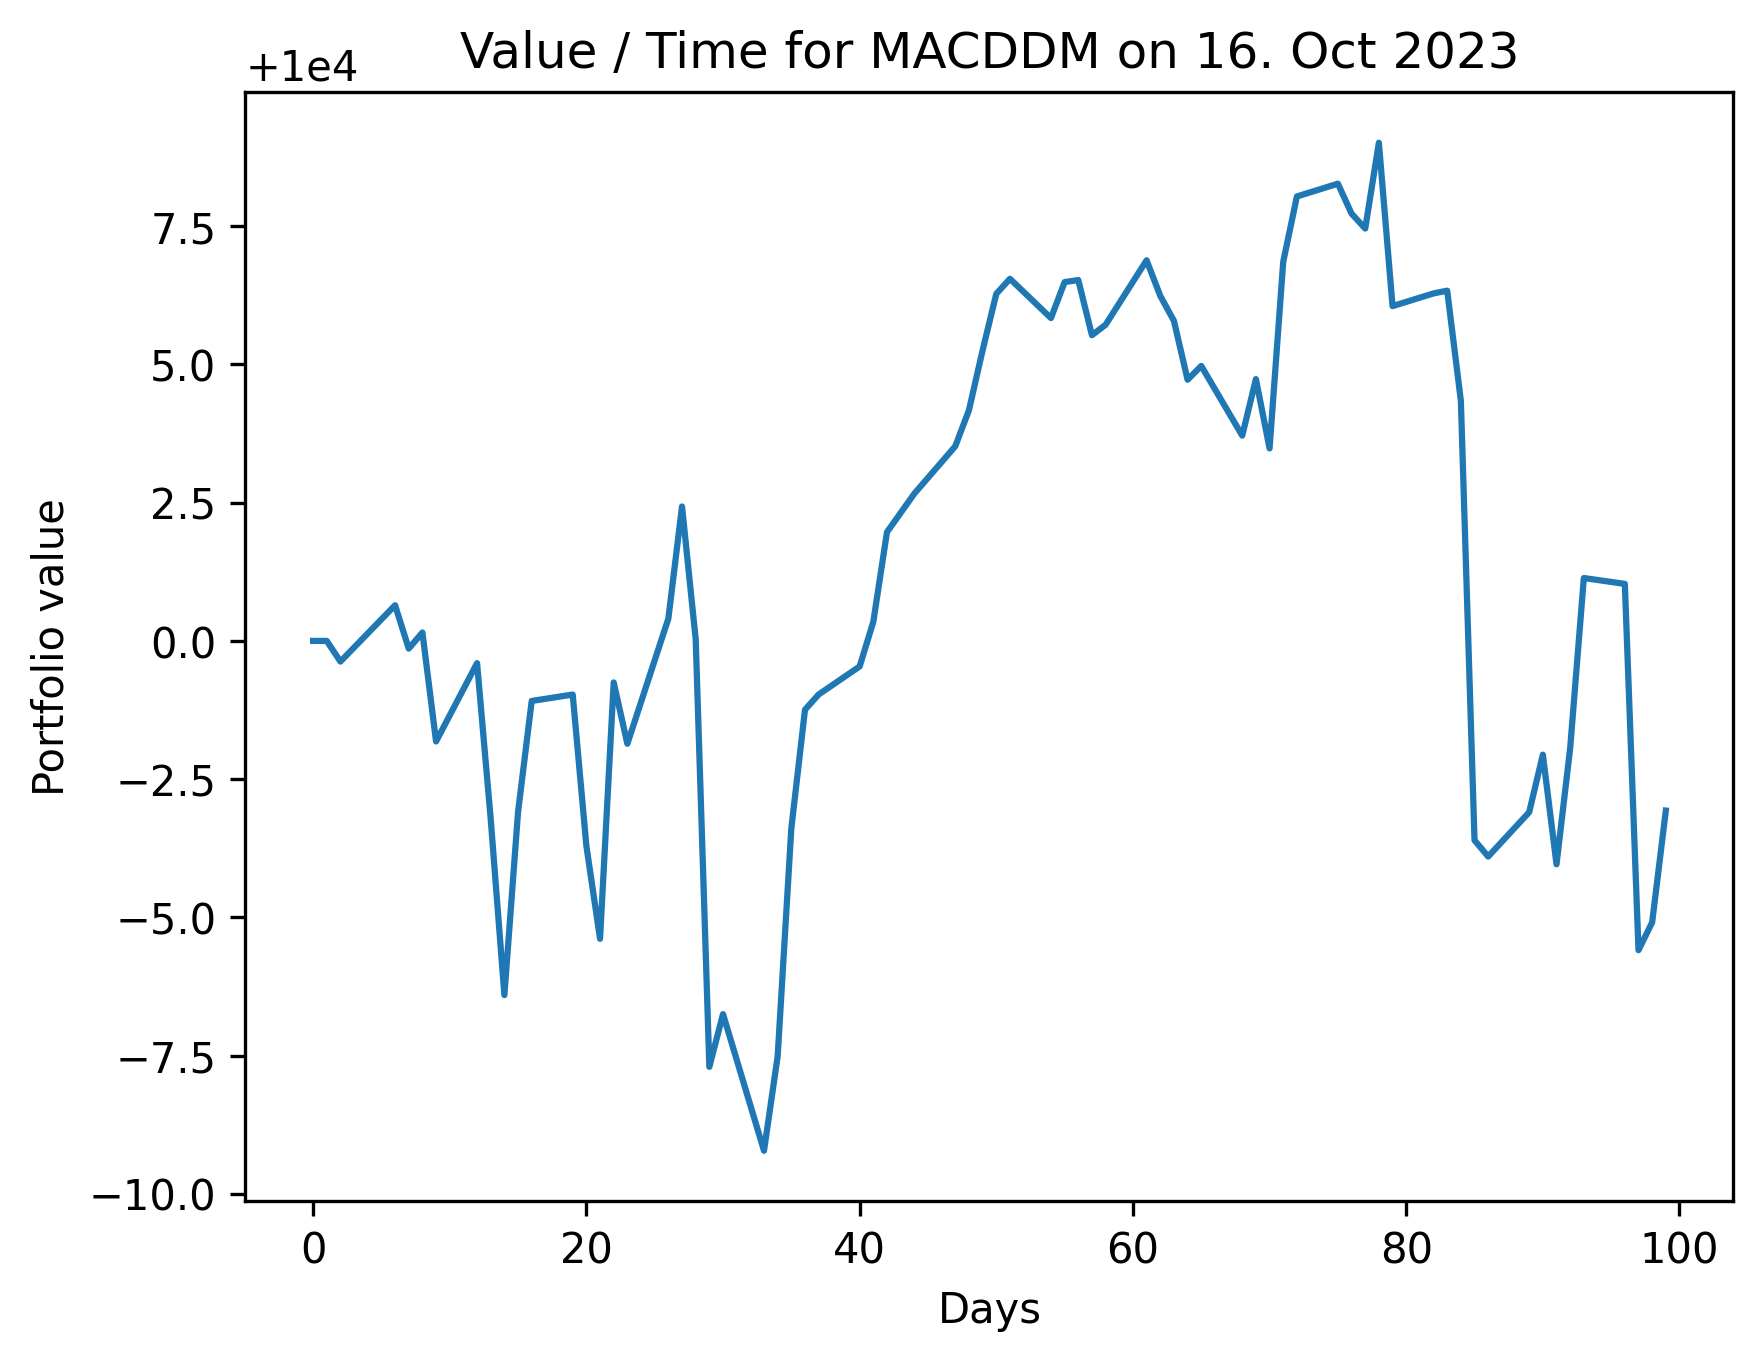 Value / Time for MACDDM on 16. Oct 2023
+1e4
7.5
5.0
2.5
0.0
−2.5
−5.0
−7.5
−10.0
Portfolio value
0 20 40 60 80 100
Days